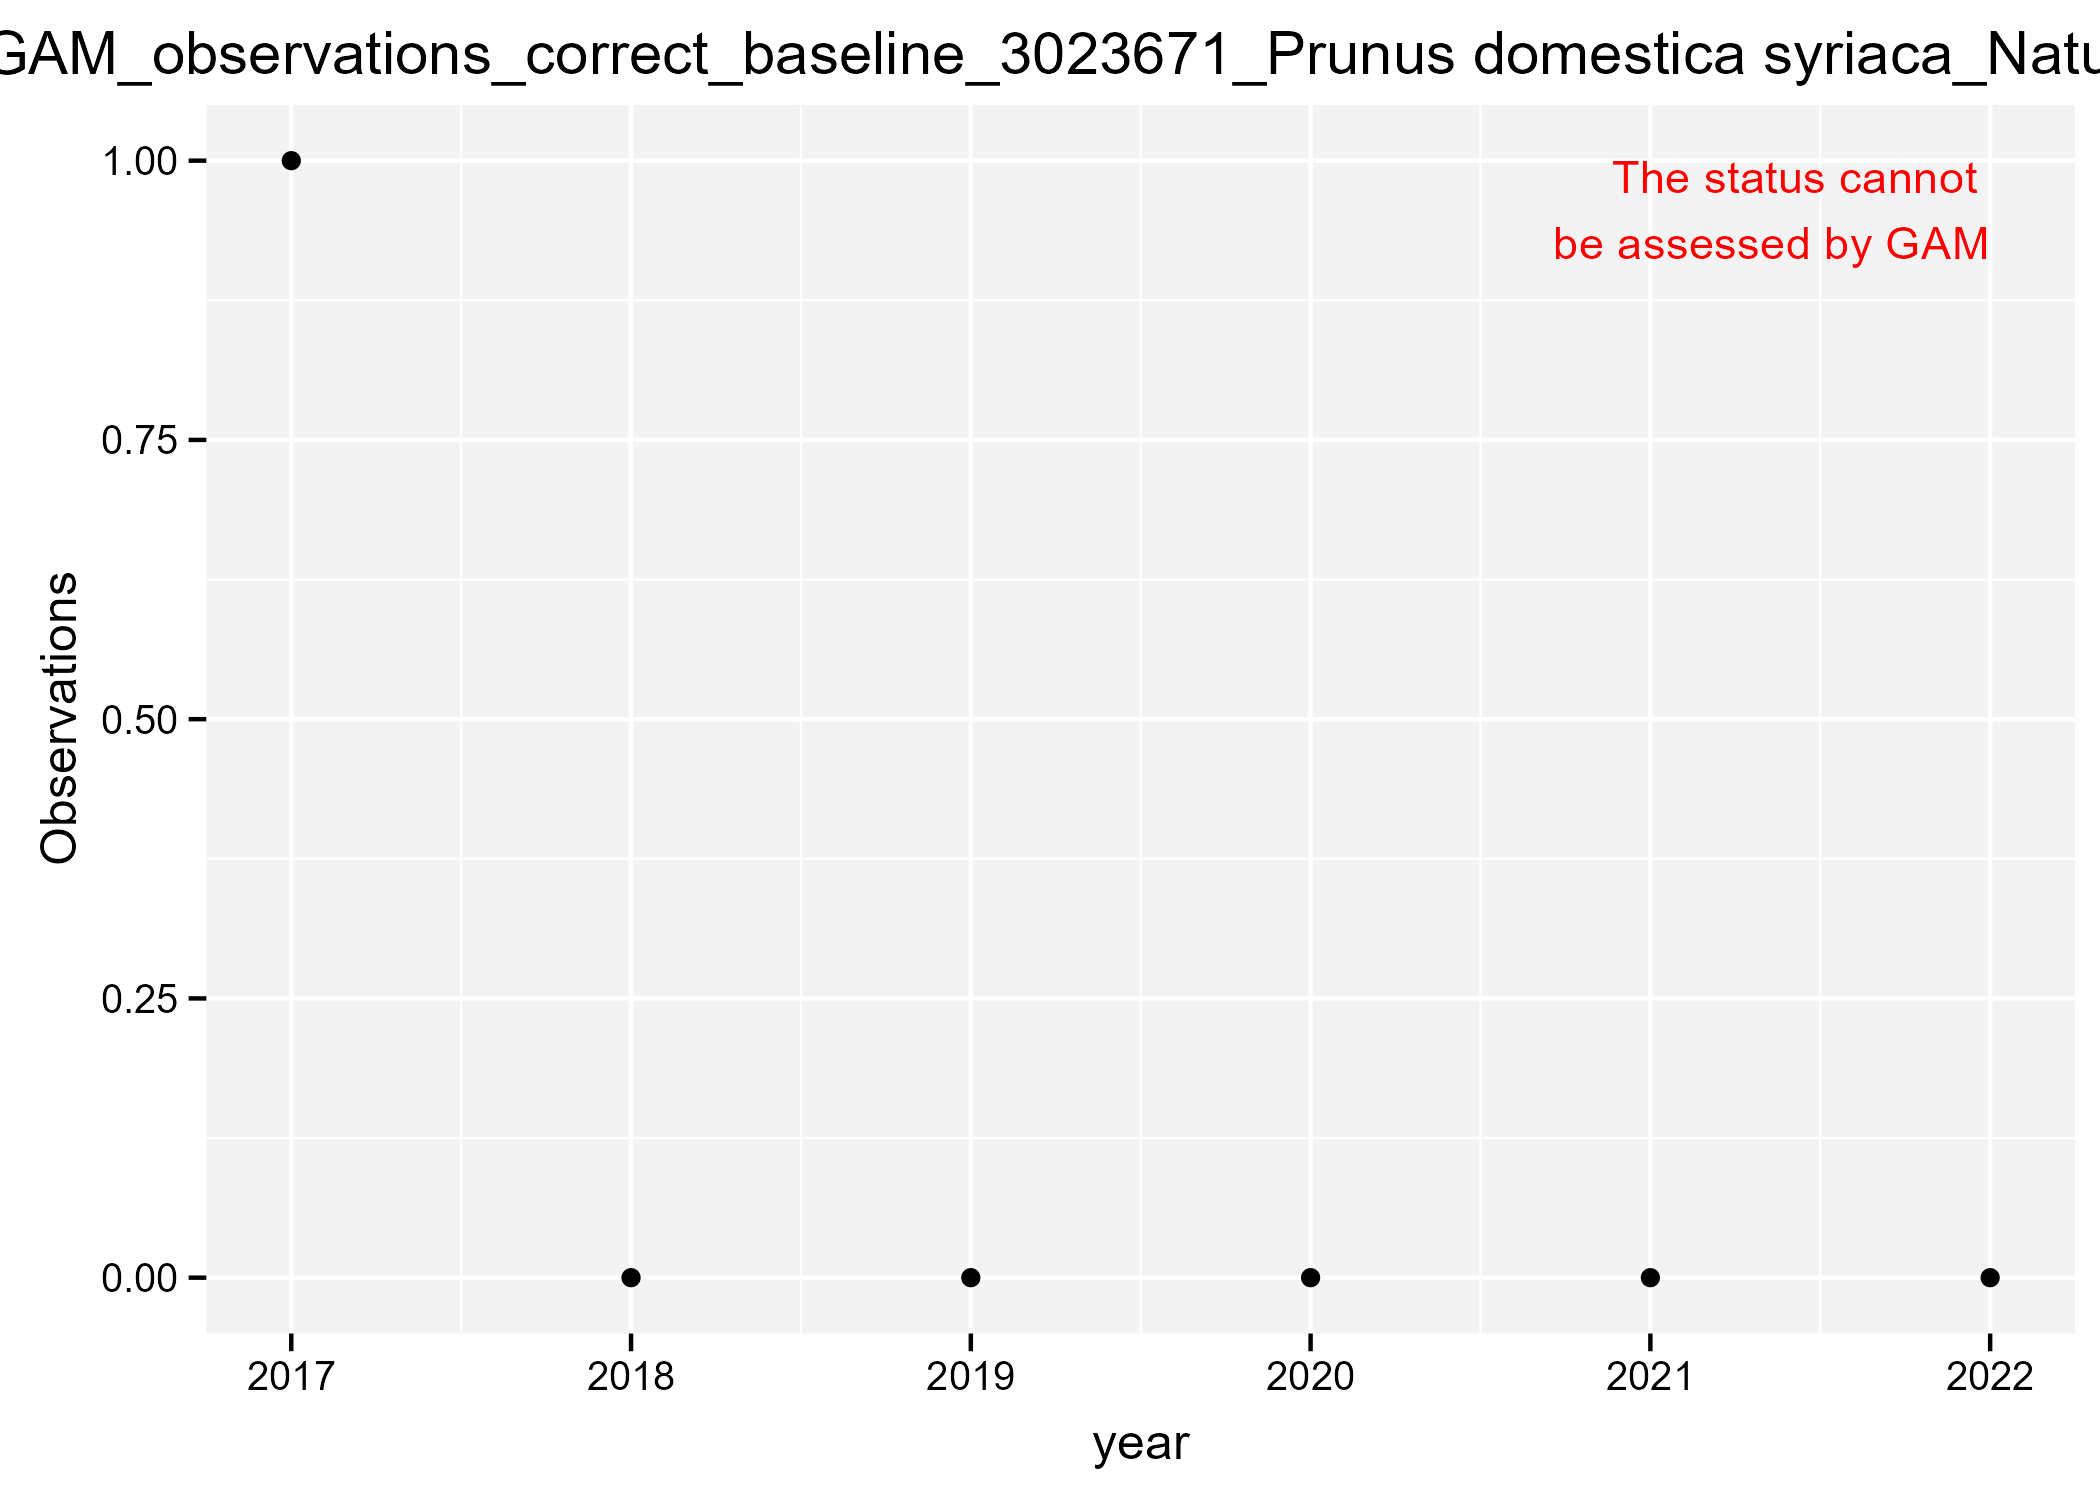 GAM_observations_correct_baseline_3023671_Prunus domestica syriaca_Natu
The status cannot
be assessed by GAM
Observations
1.00
0.75
0.50
0.25
0.00
2017 2018 2019 2020 2021 2022
year